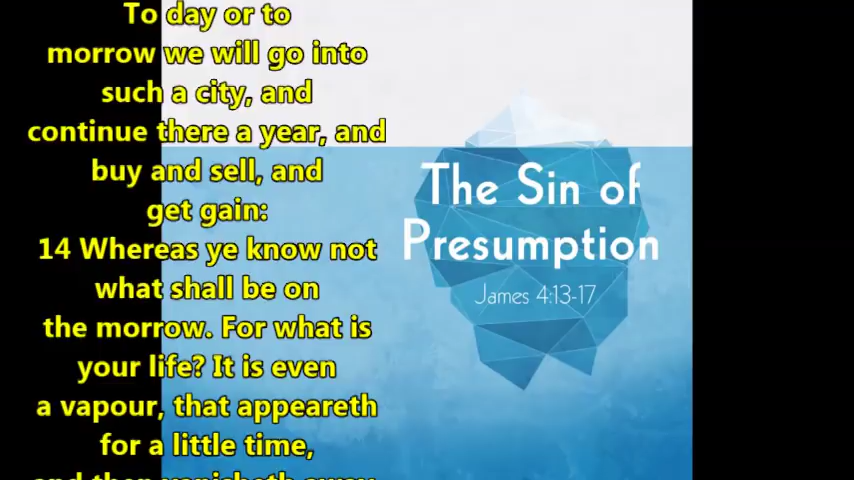 To day or to
morrow we will go into
such a city, and
continue there a year, and
buy and sell, and
get gain:
14 Whereas ye know not
what shall be on
the morrow. For what is
your life? It is even
a vapour, that appeareth
for a little time,
and then vanisheth away.
The Sin of
Presumption
James 4:13-17